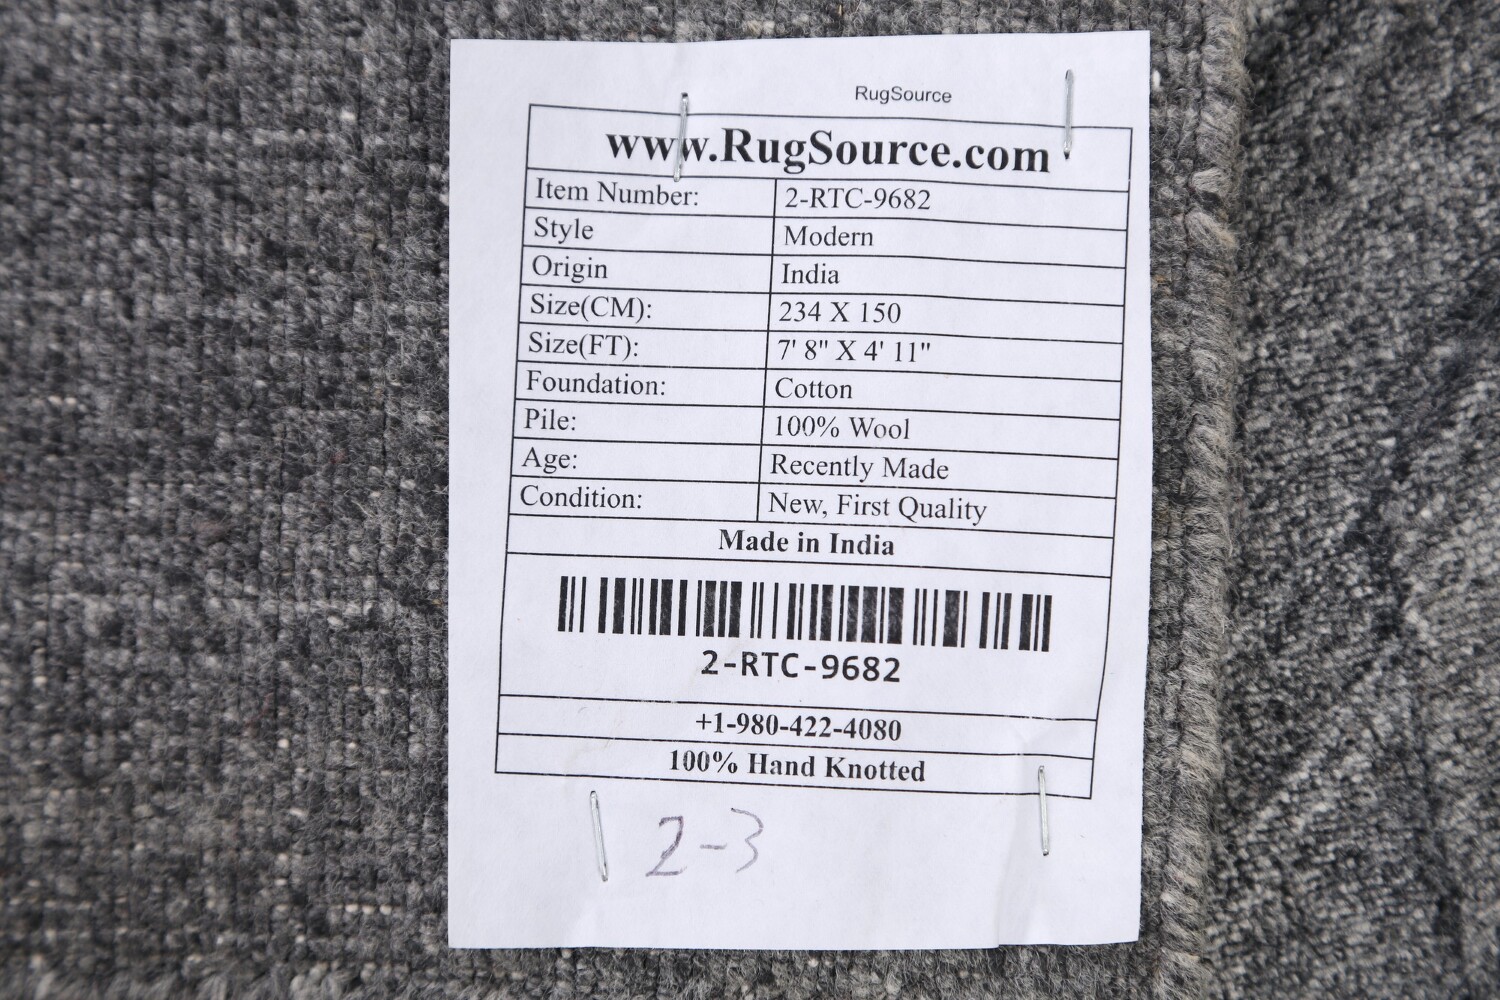 RugSource
www.RugSource.com
Item Number: 2-RTC-9682
Style Modern
Origin India
Size(CM): 234 X 150
Size(FT): 7' 8" X 4' 11"
Foundation: Cotton
Pile: 100% Wool
Age: Recently Made
Condition: New, First Quality
Made in India
2-RTC-9682
+1-980-422-4080
100% Hand Knotted
2-3